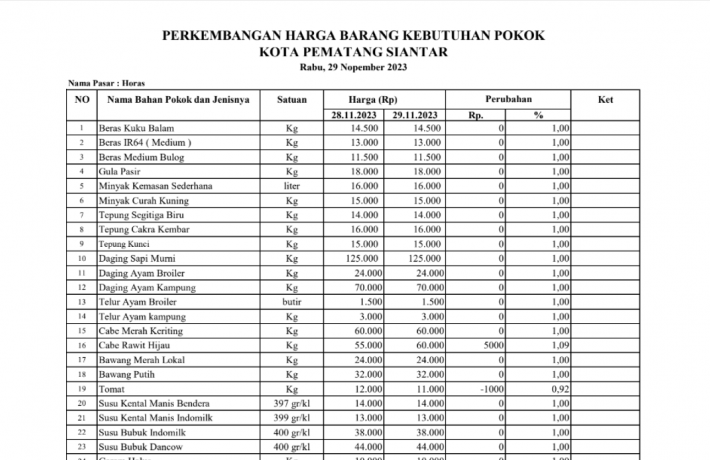 PERKEMBANGAN HARGA BARANG KEBUTUHAN POKOK
KOTA PEMATANG SIANTAR
Rabu, 29 Nopember 2023
Nama Pasar : Horas
NO Nama Bahan Pokok dan Jenisnya Satuan Harga (Rp) Perubahan Ket
28.11.2023 29.11.2023 Rp. %
1 Beras Kuku Balam Kg 14.500 14.500 0 1,00
2 Beras IR64 ( Medium ) Kg 13.000 13.000 0 1,00
3 Beras Medium Bulog Kg 11.500 11.500 0 1,00
4 Gula Pasir Kg 18.000 18.000 0 1,00
5 Minyak Kemasan Sederhana liter 16.000 16.000 0 1,00
6 Minyak Curah Kuning Kg 15.000 15.000 0 1,00
7 Tepung Segitiga Biru Kg 14.000 14.000 0 1,00
8 Tepung Cakra Kembar Kg 16.000 16.000 0 1,00
9 Tepung Kunci Kg 15.000 15.000 0 1,00
10 Daging Sapi Murni Kg 125.000 125.000 0 1,00
11 Daging Ayam Broiler Kg 24.000 24.000 0 1,00
12 Daging Ayam Kampung Kg 70.000 70.000 0 1,00
13 Telur Ayam Broiler butir 1.500 1.500 0 1,00
14 Telur Ayam kampung Kg 3.000 3.000 0 1,00
15 Cabe Merah Keriting Kg 60.000 60.000 0 1,00
16 Cabe Rawit Hijau Kg 55.000 60.000 5000 1,09
17 Bawang Merah Lokal Kg 24.000 24.000 0 1,00
18 Bawang Putih Kg 32.000 32.000 0 1,00
19 Tomat Kg 12.000 11.000 -1000 0,92
20 Susu Kental Manis Bendera 397 gr/kl 14.000 14.000 0 1,00
21 Susu Kental Manis Indomilk 399 gr/kl 13.000 13.000 0 1,00
22 Susu Bubuk Indomilk 400 gr/kl 38.000 38.000 0 1,00
23 Susu Bubuk Dancow 400 gr/kl 44.000 44.000 0 1,00